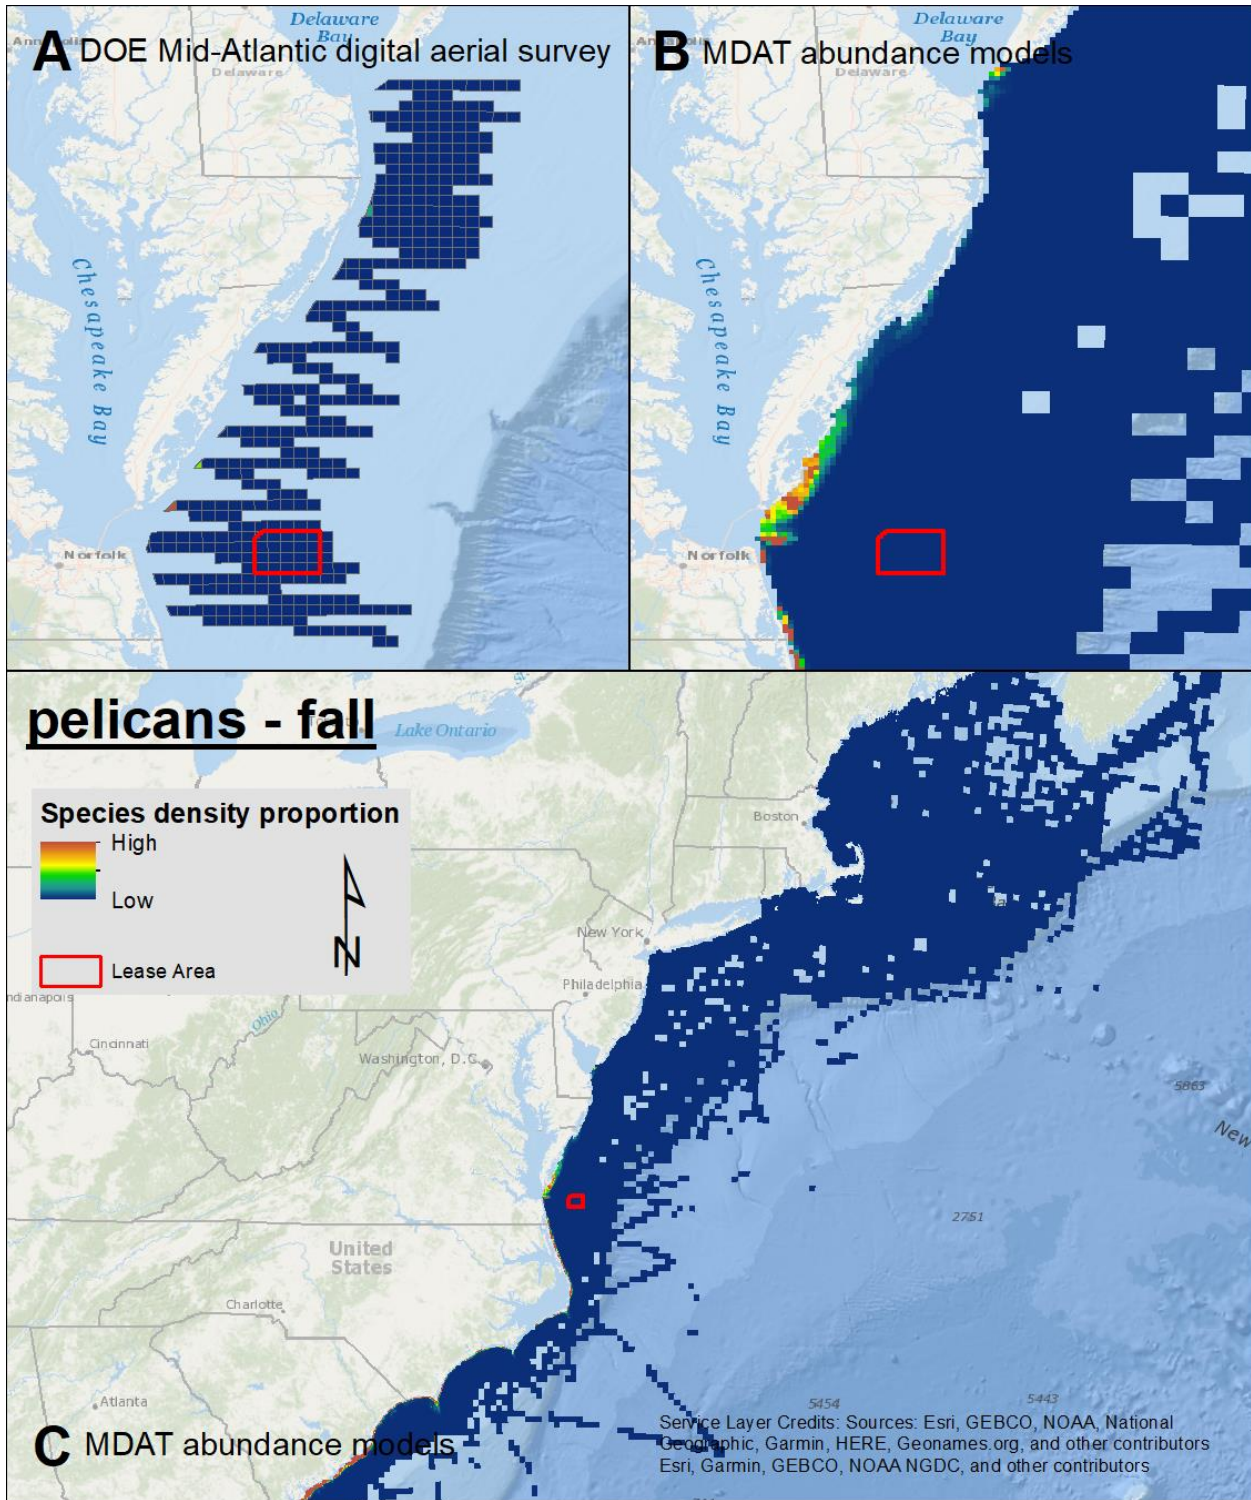 Delaware
Bay
A DOE Mid-Atlantic digital aerial survey
Delaware
Chesapeake Bay
Norfolk
Delaware
Bay
B MDAT abundance models
Delaware
Chesapeake Bay
Norfolk
pelicans - fall
Lake Ontario
Species density proportion
High
Low
N
Lease Area
Boston
New York
Philadelphia
ndianapolis
Ohio
Cincinnati
Washington, D.C.
5863
New
2751
United
States
Charlotte
Atlanta
5454
5443
C MDAT abundance models
Service Layer Credits: Sources: Esri, GEBCO, NOAA, National
Geographic, Garmin, HERE, Geonames.org, and other contributors
Esri, Garmin, GEBCO, NOAA NGDC, and other contributors